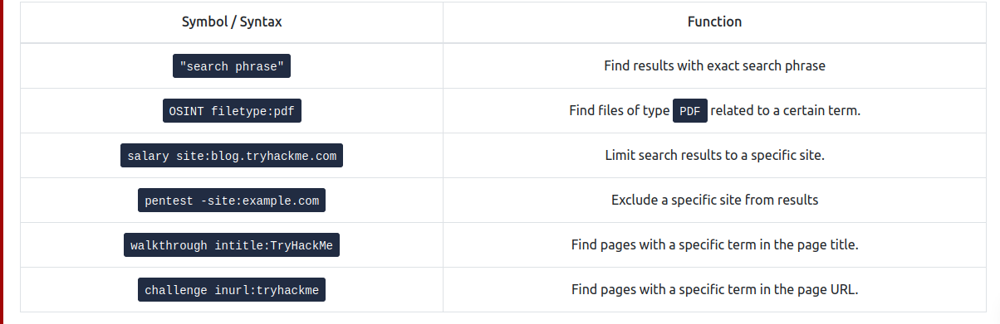 Symbol / Syntax Function
"search phrase" Find results with exact search phrase
OSINT filetype:pdf Find files of type PDF related to a certain term.
salary site:blog.tryhackme.com Limit search results to a specific site.
pentest -site:example.com Exclude a specific site from results
walkthrough intitle:TryHackMe Find pages with a specific term in the page title.
challenge inurl:tryhackme Find pages with a specific term in the page URL.